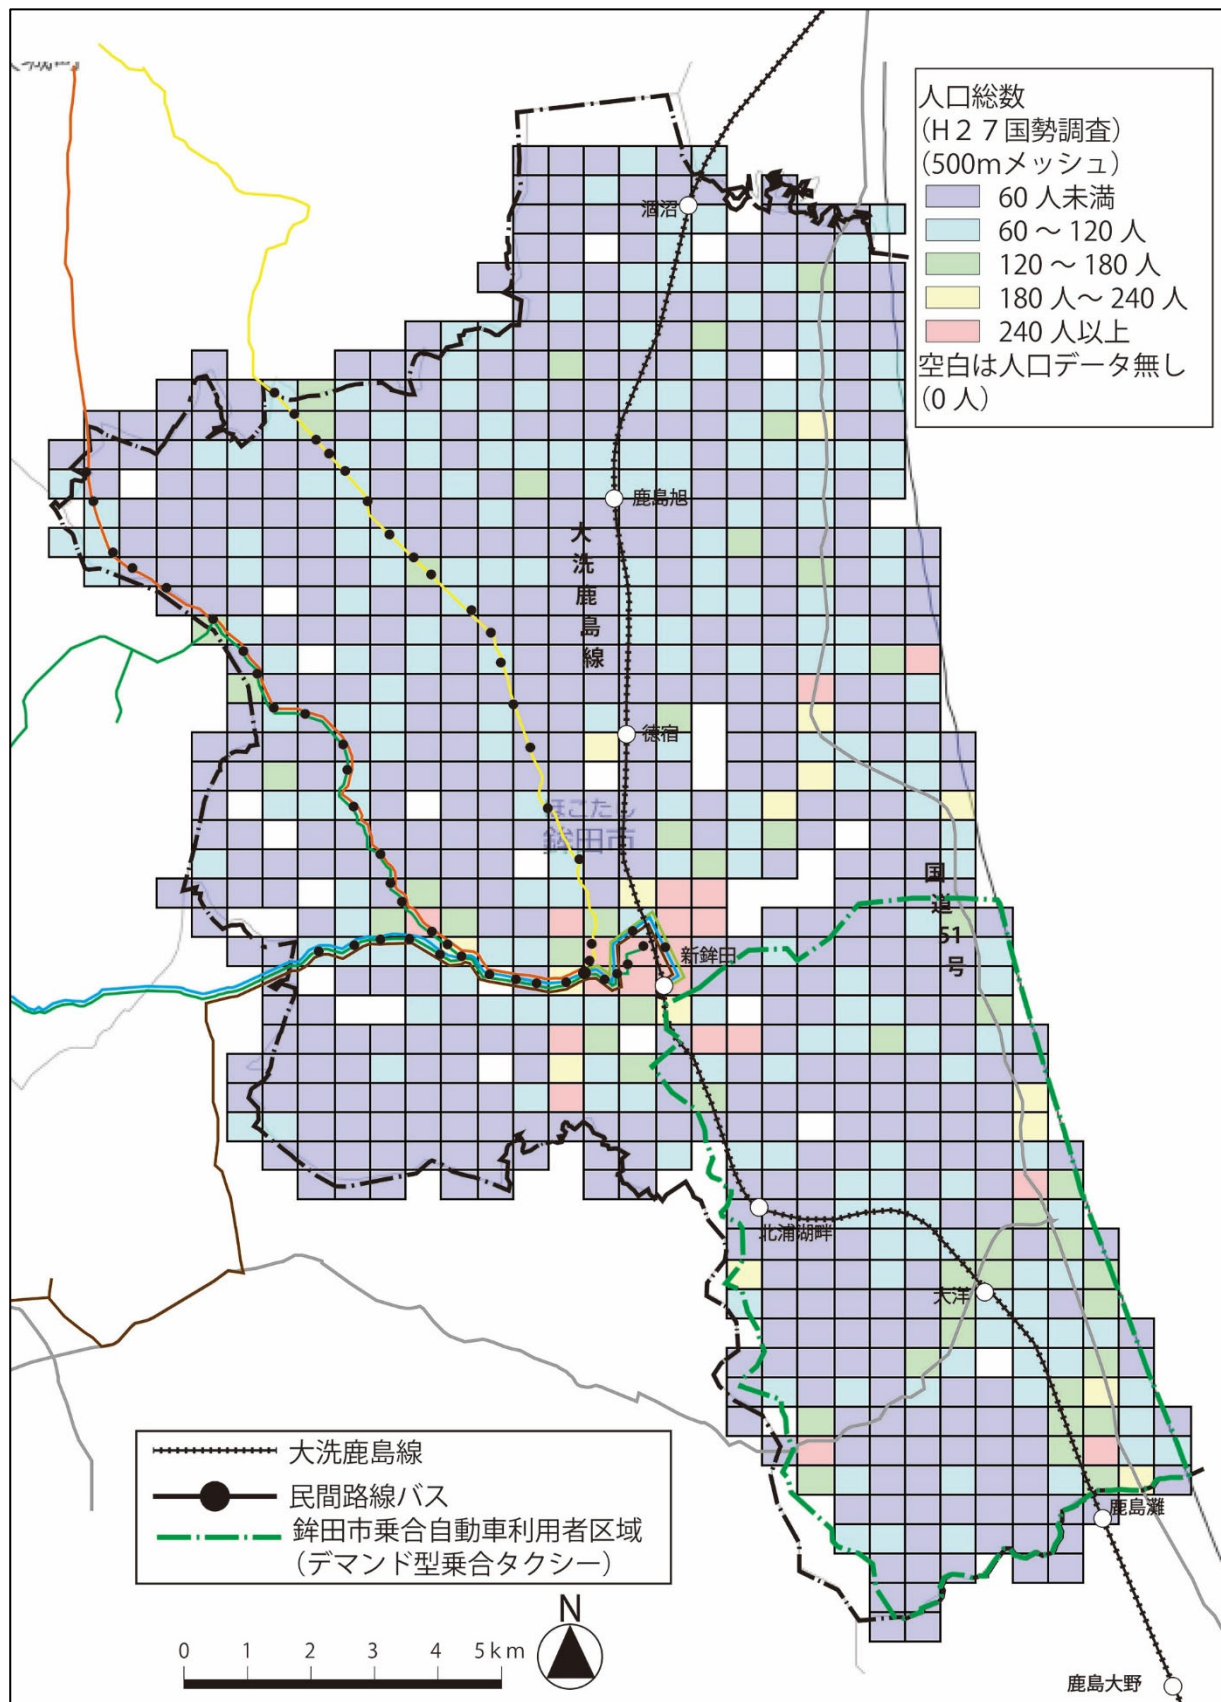 人口総数
(H27国勢調査)
(500mメッシュ)
60人未満
60～120人
120～180人
180人～240人
240人以上
空白は人口データ無し
(0人)
涸沼
鹿島旭
大洗鹿島線
徳宿
ほこたし
鉾田市
国道51号
新鉾田
北浦湖畔
大洋
鹿島灘
鹿島大野
大洗鹿島線
民間路線バス
鉾田市乗合自動車利用者区域
(デマンド型乗合タクシー)
N
0 1 2 3 4 5km